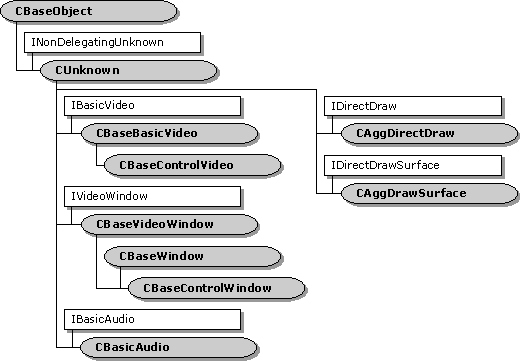 CBaseObject
INonDelegatingUnknown
CUnknown
IBasicVideo
CBaseBasicVideo
CBaseControlVideo
IVideoWindow
CBaseVideoWindow
CBaseWindow
CBaseControlWindow
IBasicAudio
CBasicAudio
IDirectDraw
CAggDirectDraw
IDirectDrawSurface
CAggDrawSurface